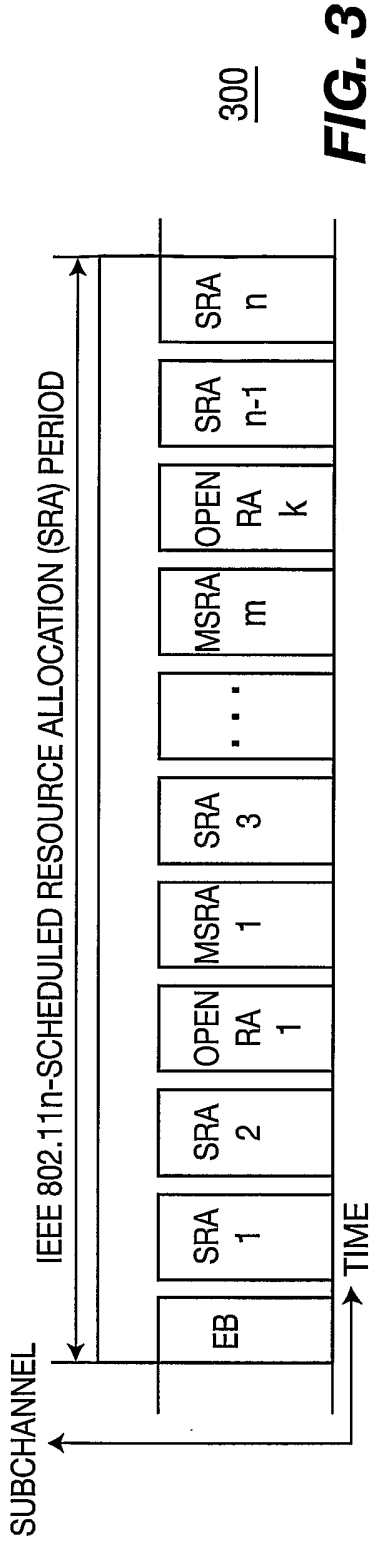 SUBCHANNEL
IEEE 802.11n-SCHEDULED RESOURCE ALLOCATION (SRA) PERIOD
EB
SRA
1
SRA
2
OPEN
RA
1
MSRA
1
SRA
3
. . .
MSRA
m
OPEN
RA
k
SRA
n-1
SRA
n
TIME
300
FIG. 3